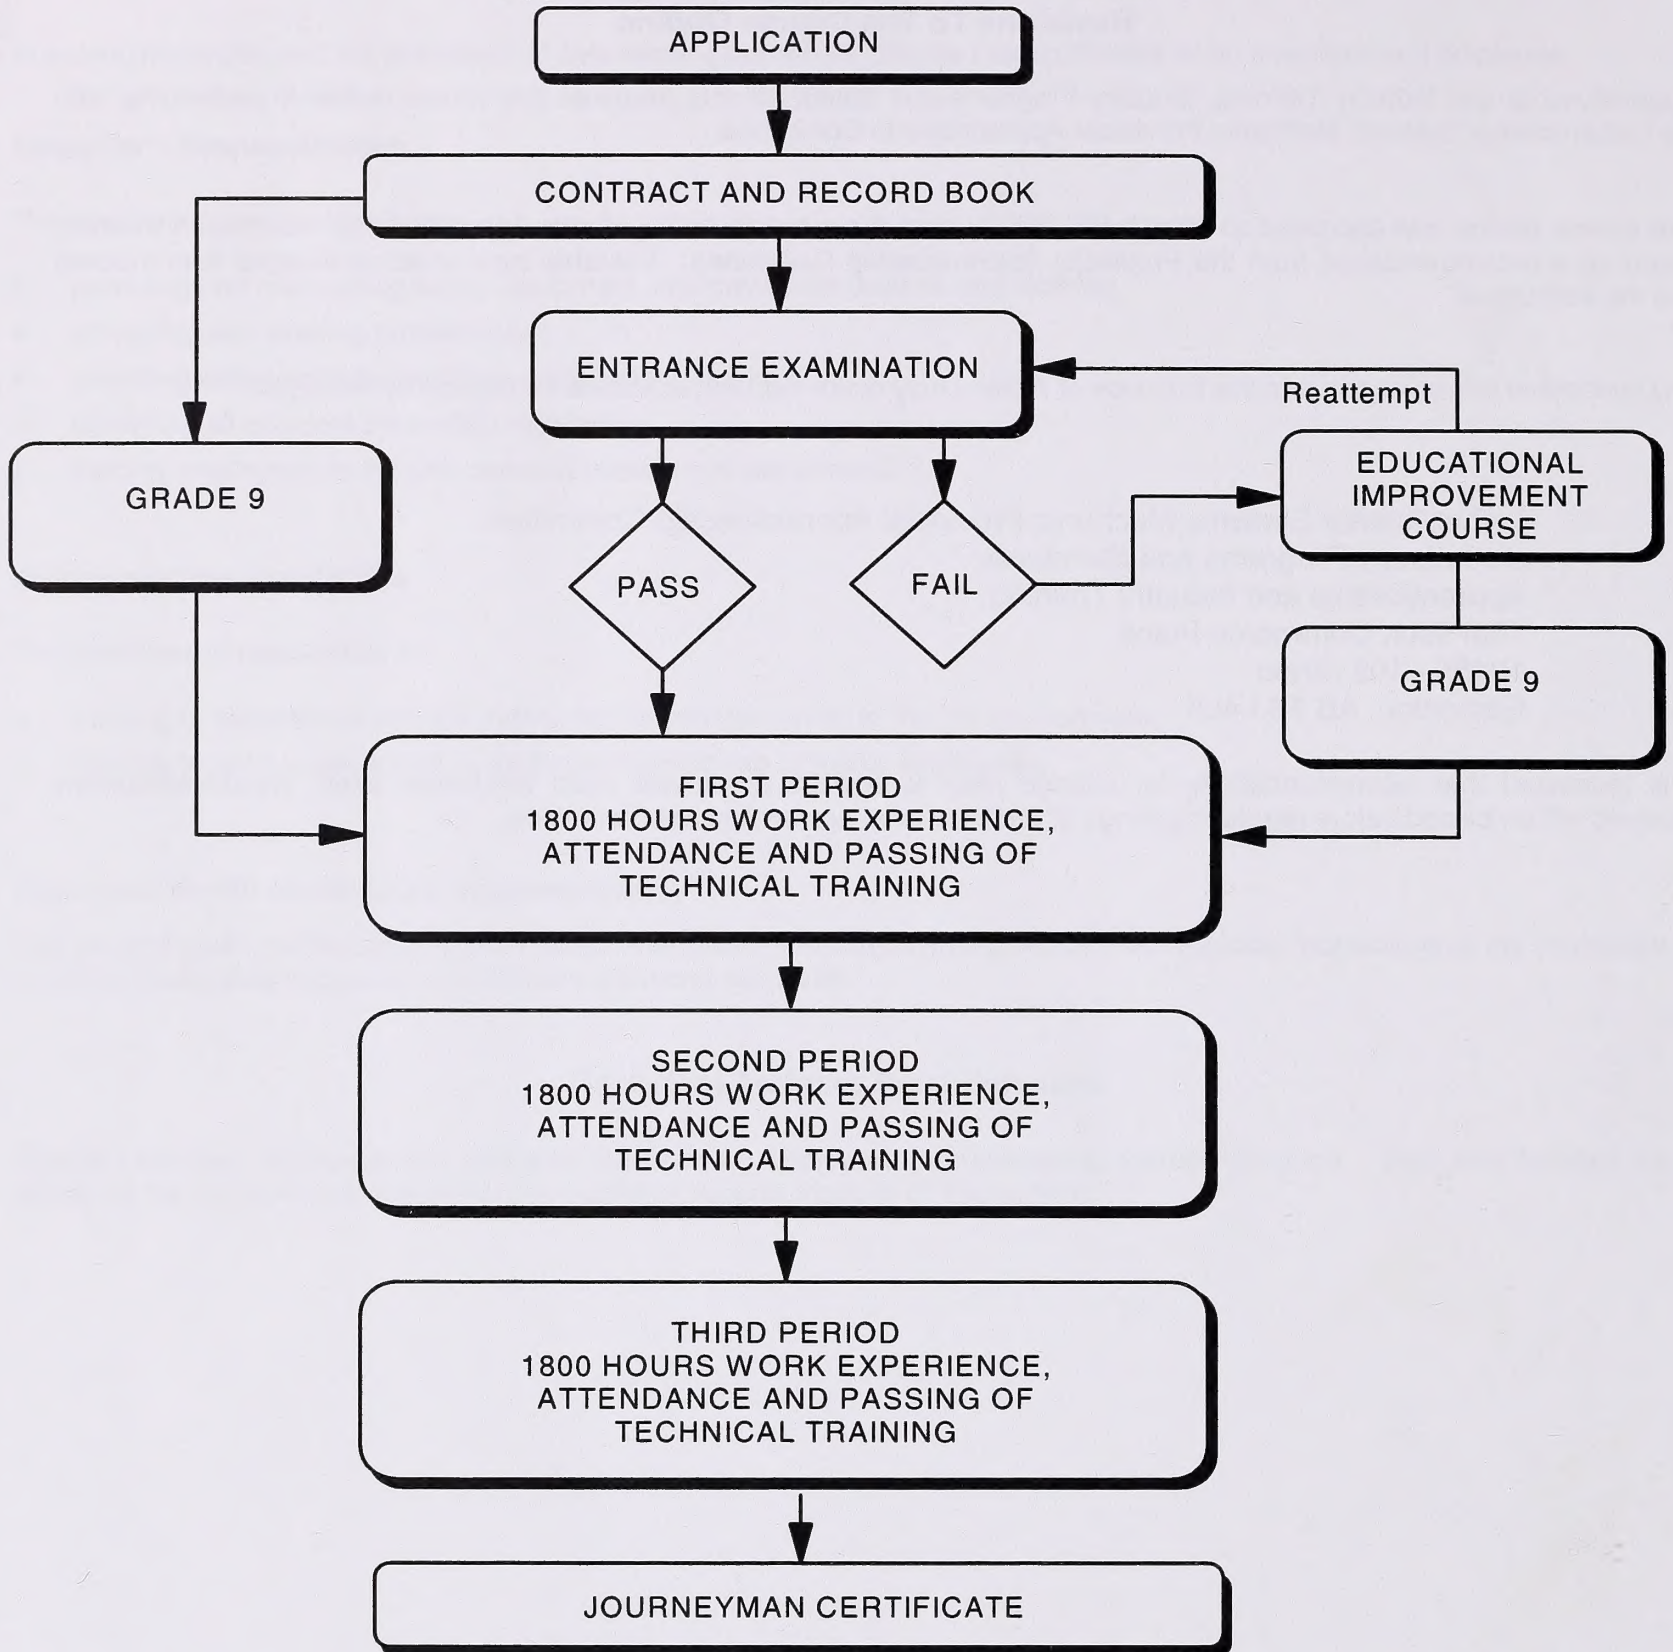 APPLICATION
CONTRACT AND RECORD BOOK
ENTRANCE EXAMINATION
Reattempt
GRADE 9
EDUCATIONAL
IMPROVEMENT
COURSE
PASS
FAIL
GRADE 9
FIRST PERIOD
1800 HOURS WORK EXPERIENCE,
ATTENDANCE AND PASSING OF
TECHNICAL TRAINING
SECOND PERIOD
1800 HOURS WORK EXPERIENCE,
ATTENDANCE AND PASSING OF
TECHNICAL TRAINING
THIRD PERIOD
1800 HOURS WORK EXPERIENCE,
ATTENDANCE AND PASSING OF
TECHNICAL TRAINING
JOURNEYMAN CERTIFICATE